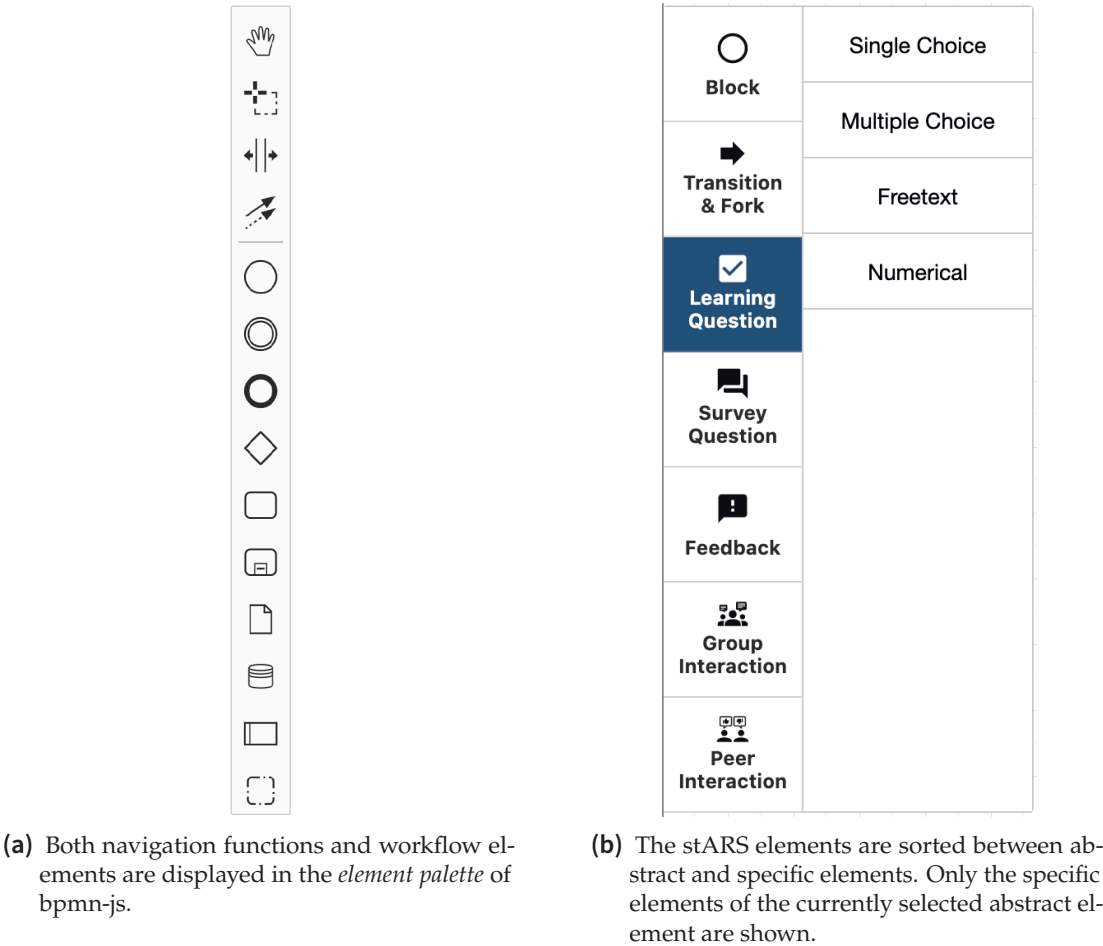 Block
Transition
& Fork
Learning
Question
Survey
Question
Feedback
Group
Interaction
Peer
Interaction
Single Choice
Multiple Choice
Freetext
Numerical
(a) Both navigation functions and workflow el-
ements are displayed in the element palette of
bpmn-js.
(b) The stARS elements are sorted between ab-
stract and specific elements. Only the specific
elements of the currently selected abstract el-
ement are shown.